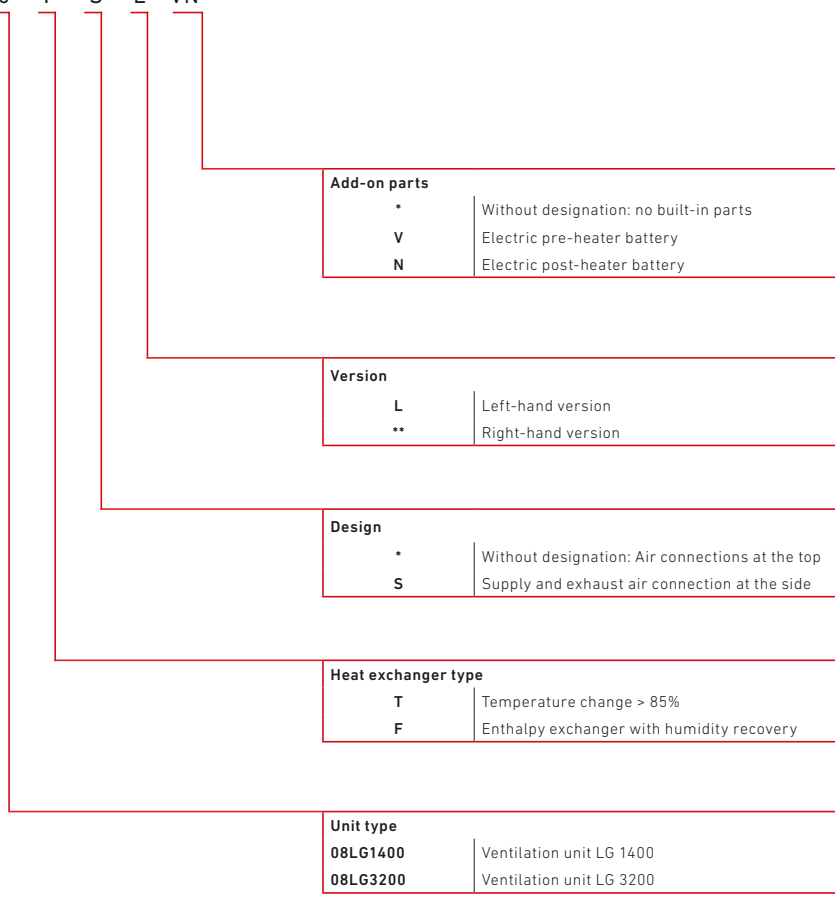 VN
Add-on parts
* Without designation: no built-in parts
V Electric pre-heater battery
N Electric post-heater battery
Version
L Left-hand version
** Right-hand version
Design
* Without designation: Air connections at the top
S Supply and exhaust air connection at the side
Heat exchanger type
T Temperature change > 85%
F Enthalpy exchanger with humidity recovery
Unit type
08LG1400 Ventilation unit LG 1400
08LG3200 Ventilation unit LG 3200